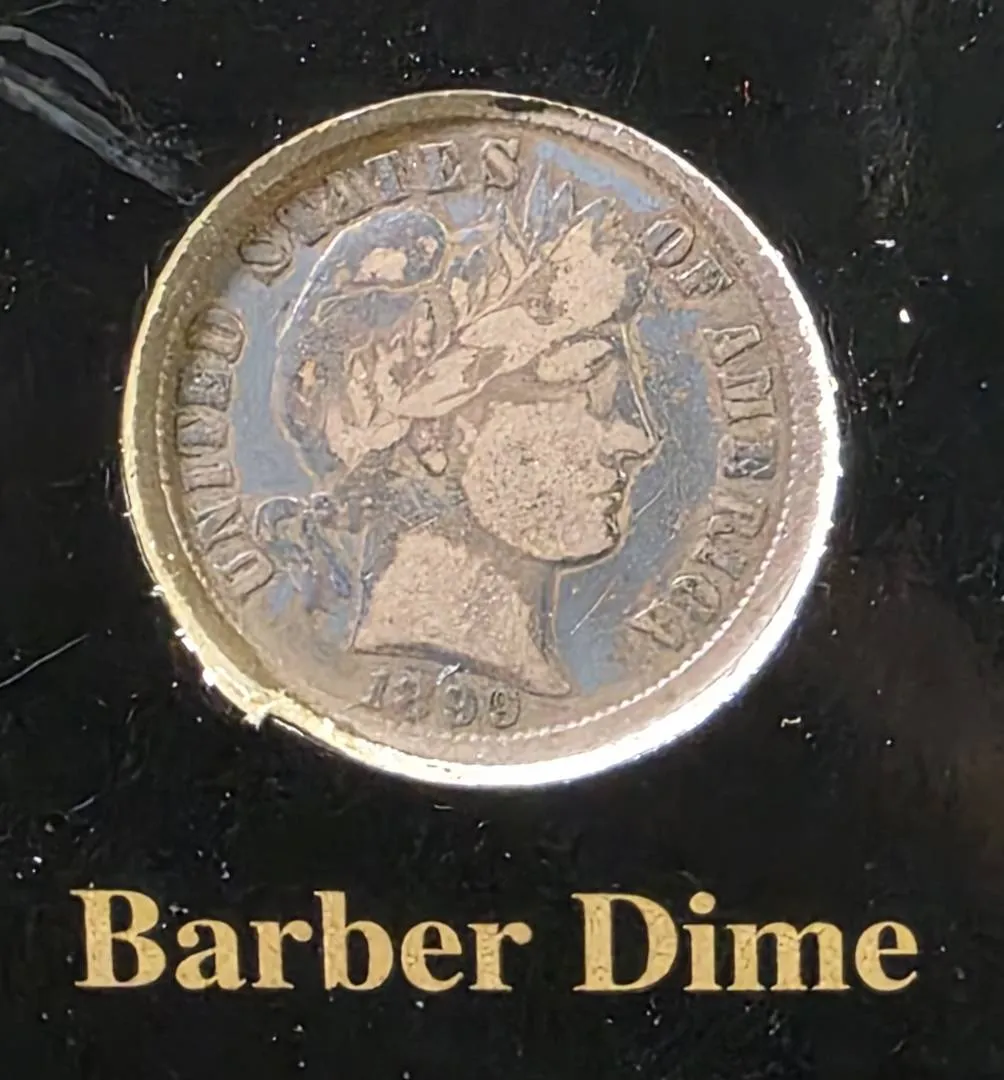 UNITED STATES OF AMERICA
1899
Barber Dime